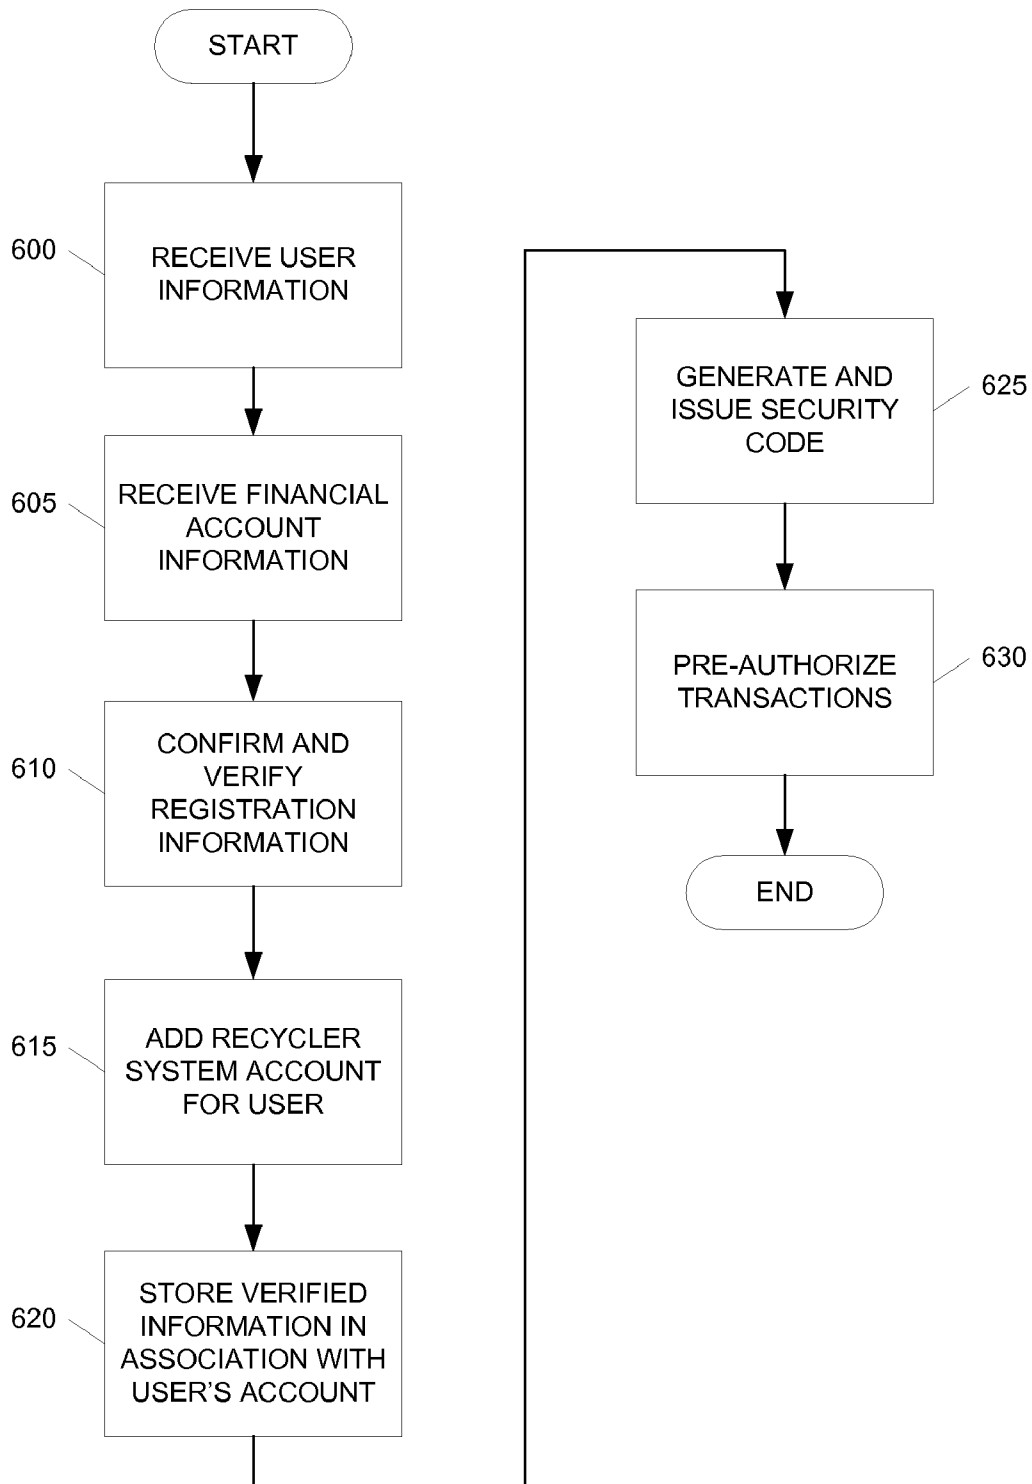 START
600
RECEIVE USER
INFORMATION
605
RECEIVE FINANCIAL
ACCOUNT
INFORMATION
610
CONFIRM AND
VERIFY
REGISTRATION
INFORMATION
615
ADD RECYCLER
SYSTEM ACCOUNT
FOR USER
620
STORE VERIFIED
INFORMATION IN
ASSOCIATION WITH
USER'S ACCOUNT
GENERATE AND
ISSUE SECURITY
CODE
625
PRE-AUTHORIZE
TRANSACTIONS
630
END